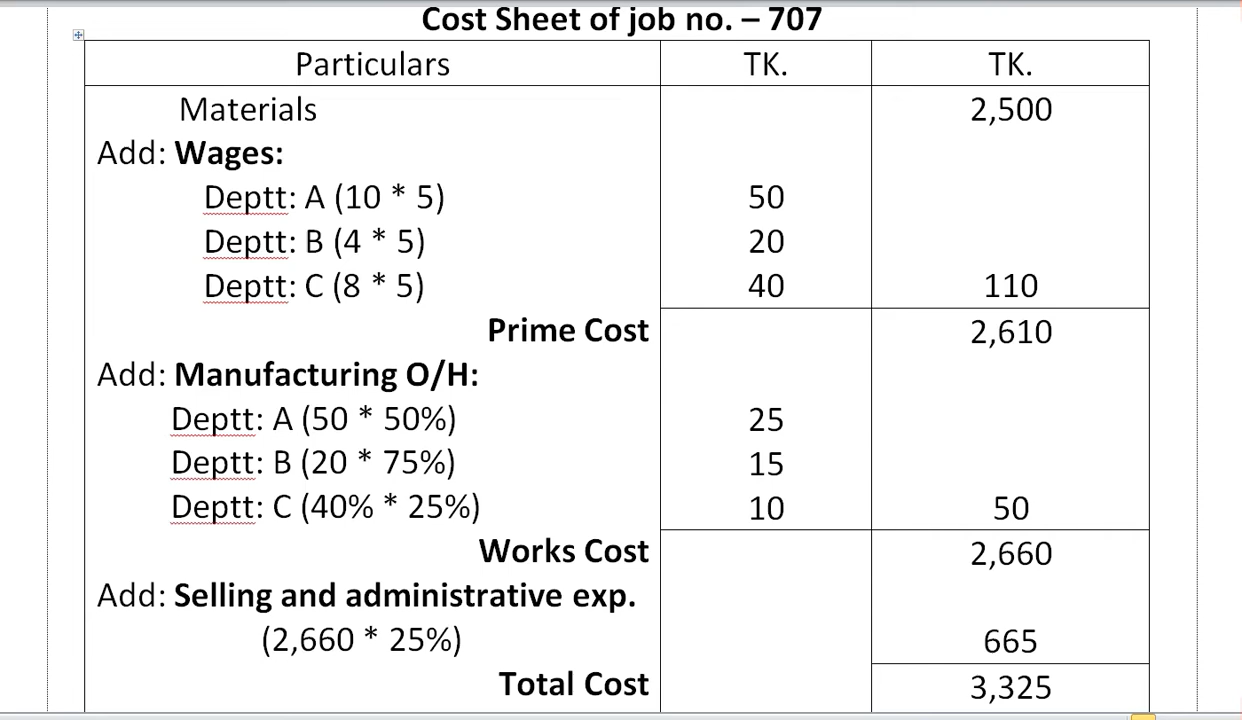 Cost Sheet of job no. – 707
Particulars TK. TK.
Materials 2,500
Add: Wages:
Deptt: A (10 * 5) 50
Deptt: B (4 * 5) 20
Deptt: C (8 * 5) 40 110
Prime Cost 2,610
Add: Manufacturing O/H:
Deptt: A (50 * 50%) 25
Deptt: B (20 * 75%) 15
Deptt: C (40% * 25%) 10 50
Works Cost 2,660
Add: Selling and administrative exp.
(2,660 * 25%) 665
Total Cost 3,325